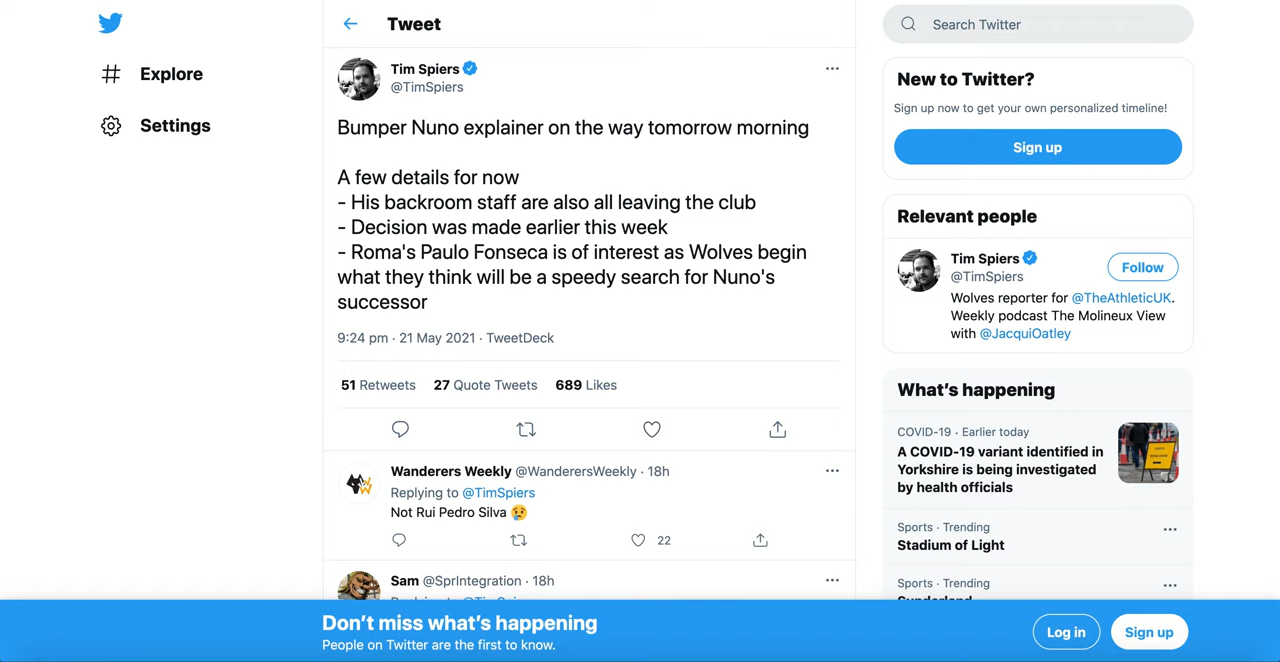 Explore
Settings
Tweet
Tim Spiers
@TimSpiers
Bumper Nuno explainer on the way tomorrow morning
A few details for now
- His backroom staff are also all leaving the club
- Decision was made earlier this week
- Roma's Paulo Fonseca is of interest as Wolves begin
what they think will be a speedy search for Nuno's
successor
9:24 pm · 21 May 2021 · TweetDeck
51 Retweets 27 Quote Tweets 689 Likes
Wanderers Weekly @WanderersWeekly · 18h
Replying to @TimSpiers
Not Rui Pedro Silva 😢
22
Sam @SprIntegration · 18h
Search Twitter
New to Twitter?
Sign up now to get your own personalized timeline!
Sign up
Relevant people
Tim Spiers
@TimSpiers
Follow
Wolves reporter for @TheAthleticUK.
Weekly podcast The Molineux View
with @JacquiOatley
What's happening
COVID-19 · Earlier today
A COVID-19 variant identified in
Yorkshire is being investigated
by health officials
Sports · Trending
Stadium of Light
Sports · Trending
Sunderland
Don't miss what's happening
People on Twitter are the first to know.
Log in
Sign up